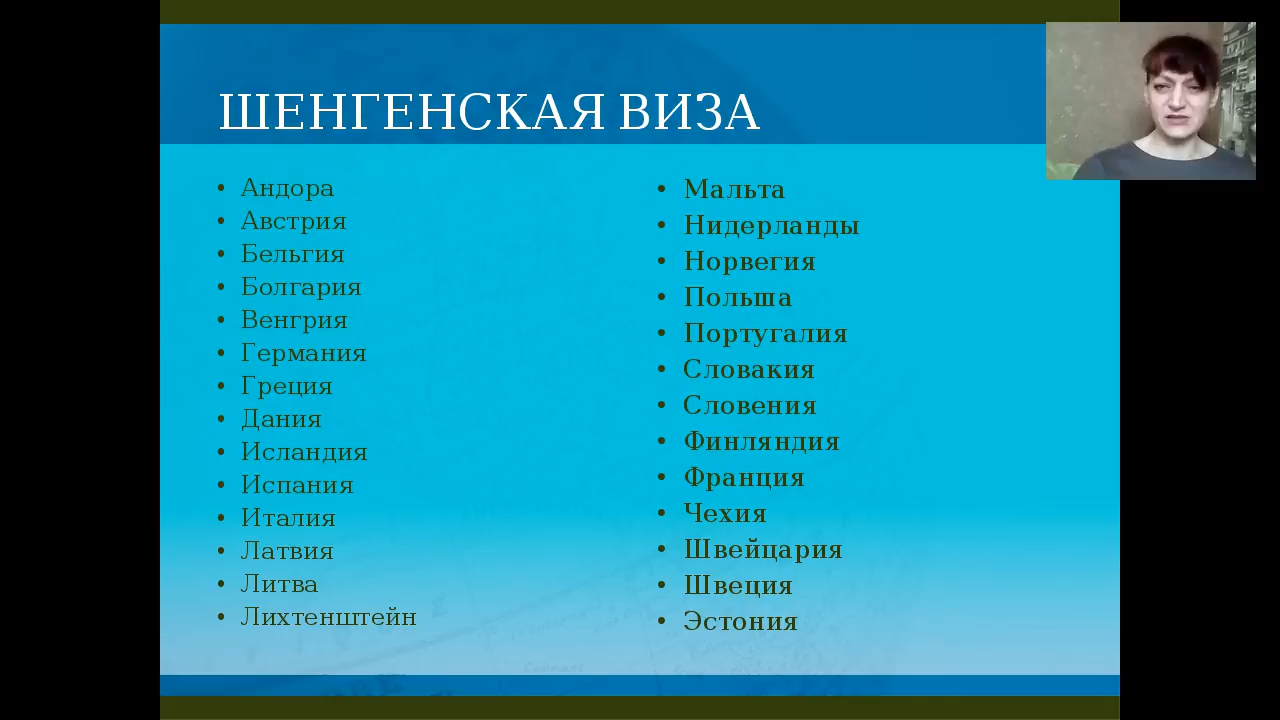 ШЕНГЕНСКАЯ ВИЗА
• Андора
• Австрия
• Бельгия
• Болгария
• Венгрия
• Германия
• Греция
• Дания
• Исландия
• Испания
• Италия
• Латвия
• Литва
• Лихтенштейн
• Мальта
• Нидерланды
• Норвегия
• Польша
• Португалия
• Словакия
• Словения
• Финляндия
• Франция
• Чехия
• Швейцария
• Швеция
• Эстония